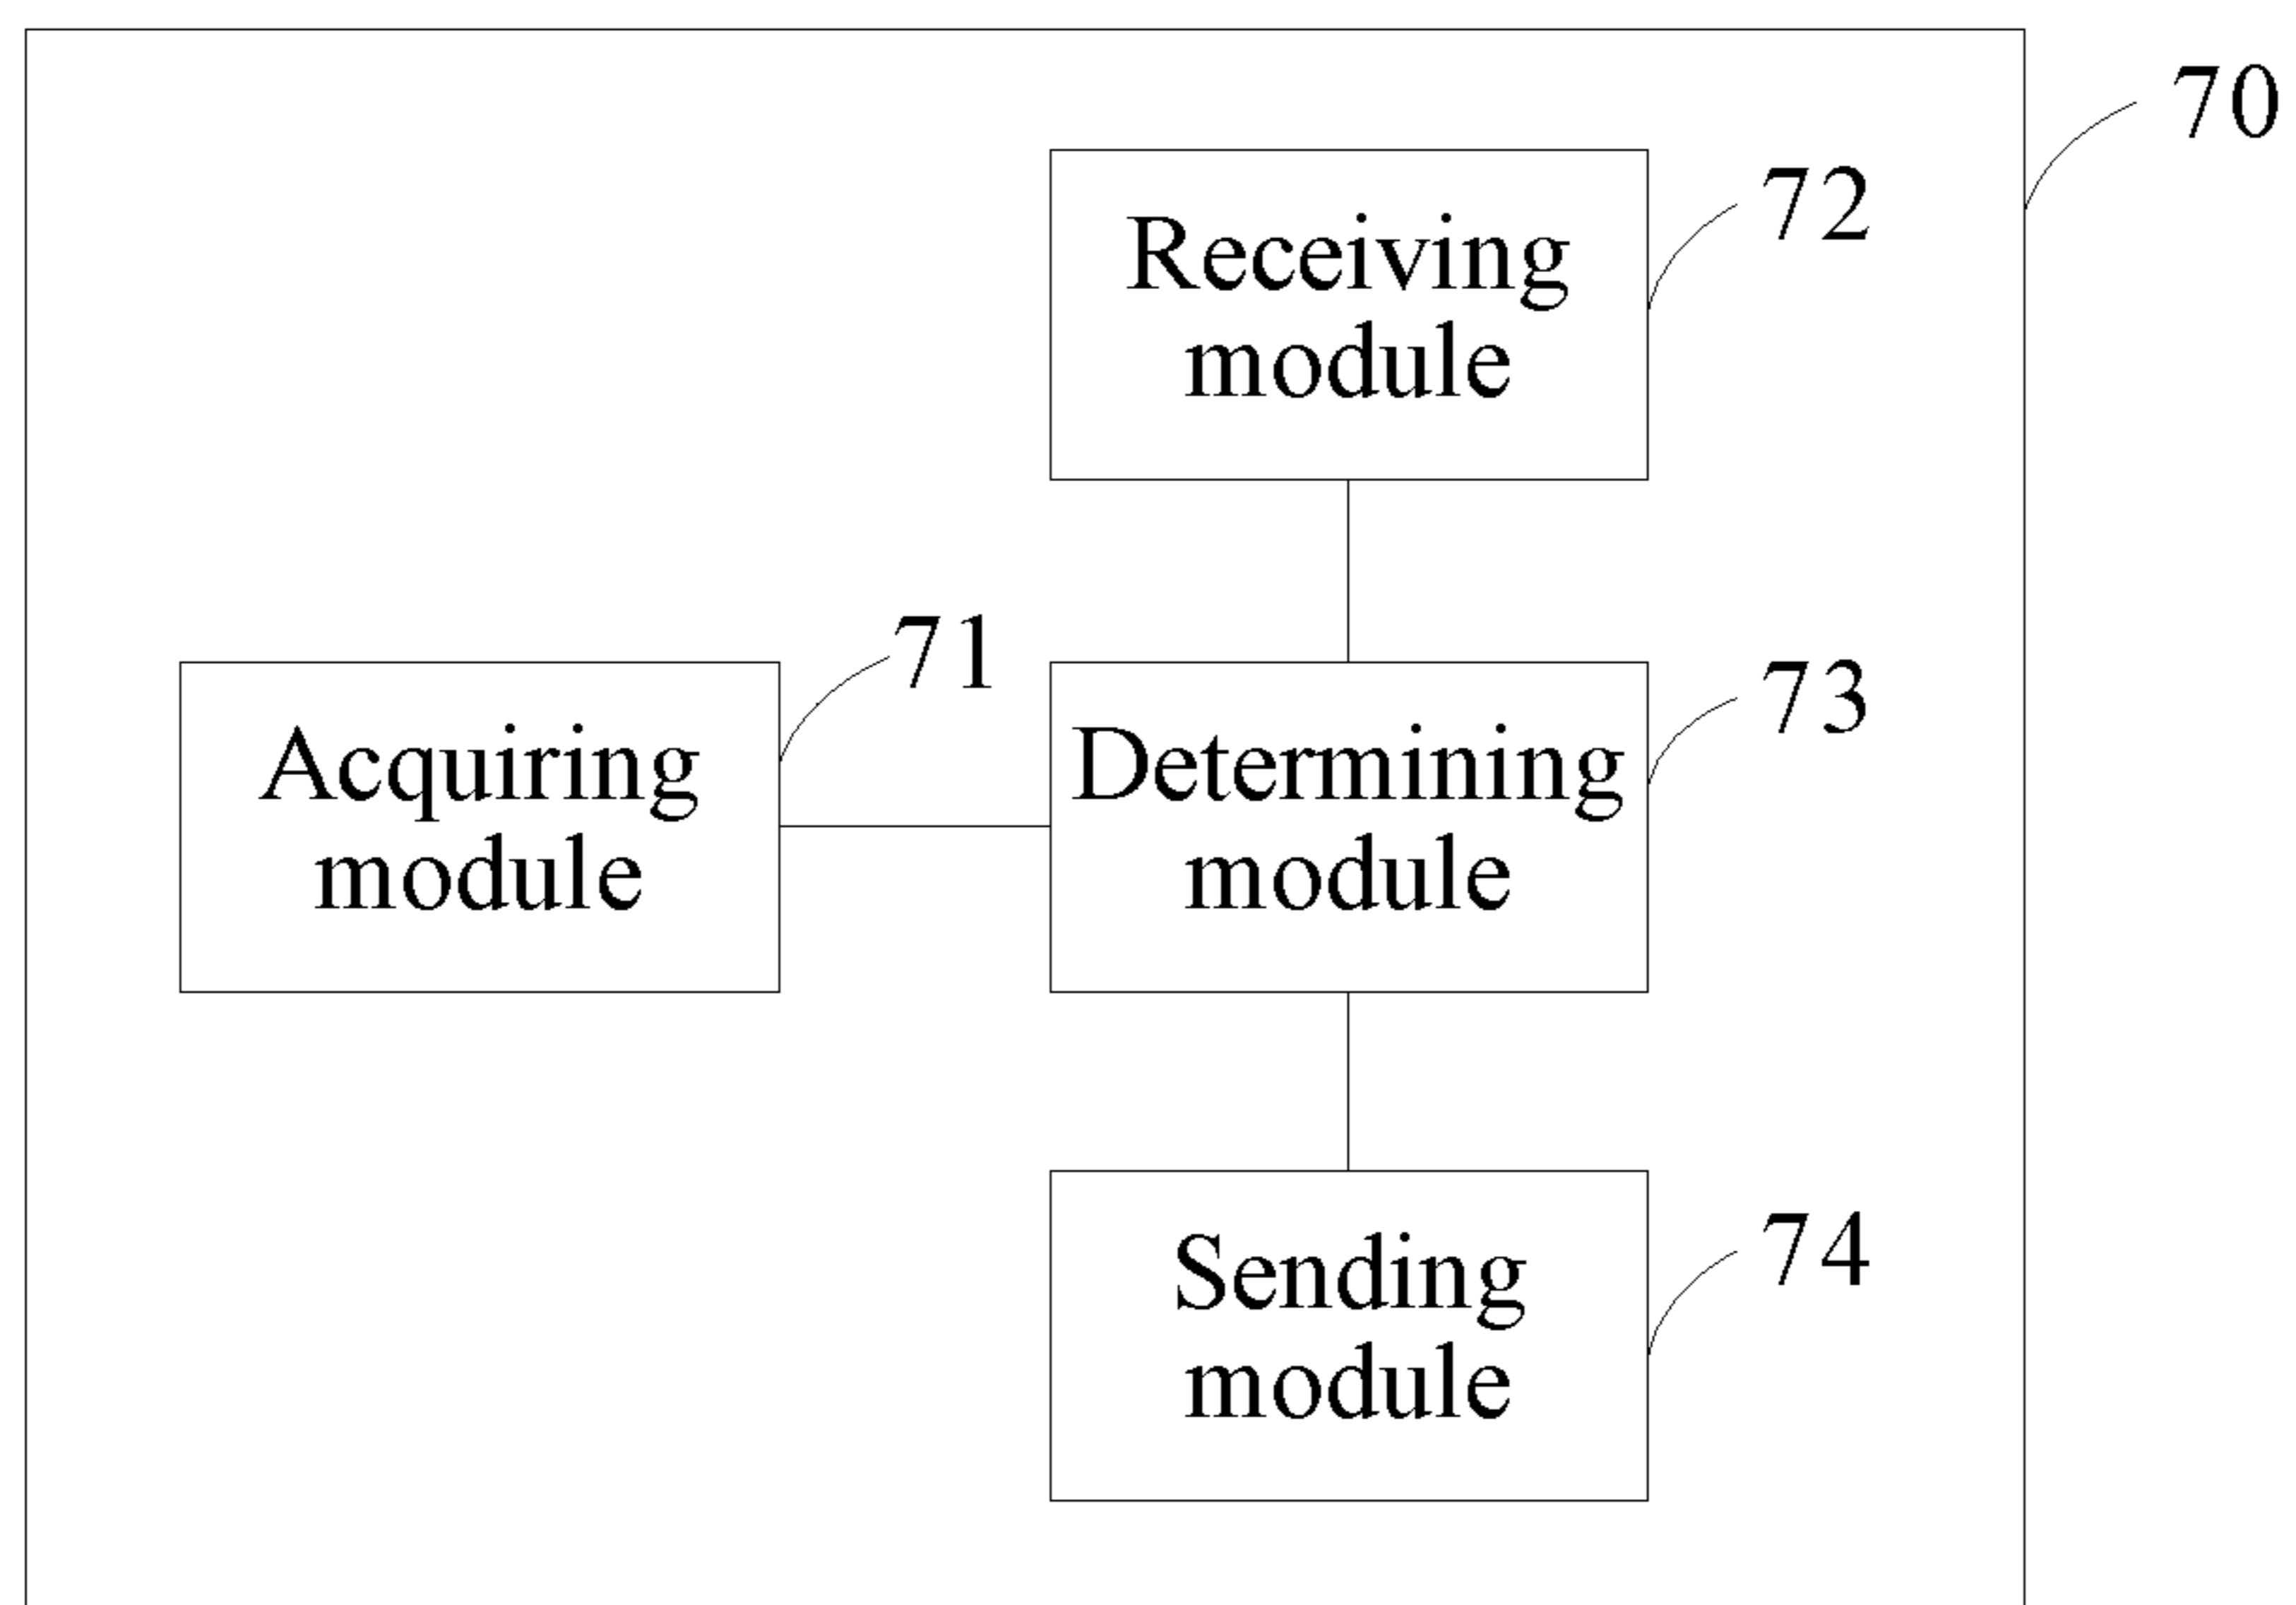 70
Receiving
module
72
71
Acquiring
module
Determining
module
73
Sending
module
74